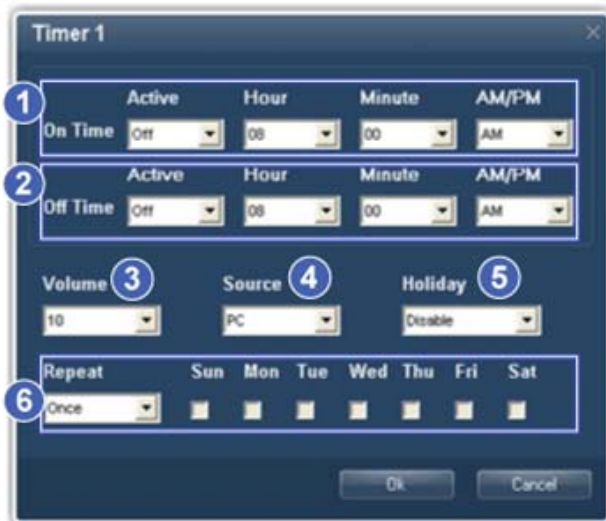 Timer 1
1
Active Hour Minute AM/PM
On Time Off 08 00 AM
2
Active Hour Minute AM/PM
Off Time Off 08 00 AM
Volume 3 Source 4 Holiday 5
10 PC Disable
Repeat Sun Mon Tue Wed Thu Fri Sat
6
Once
Ok Cancel